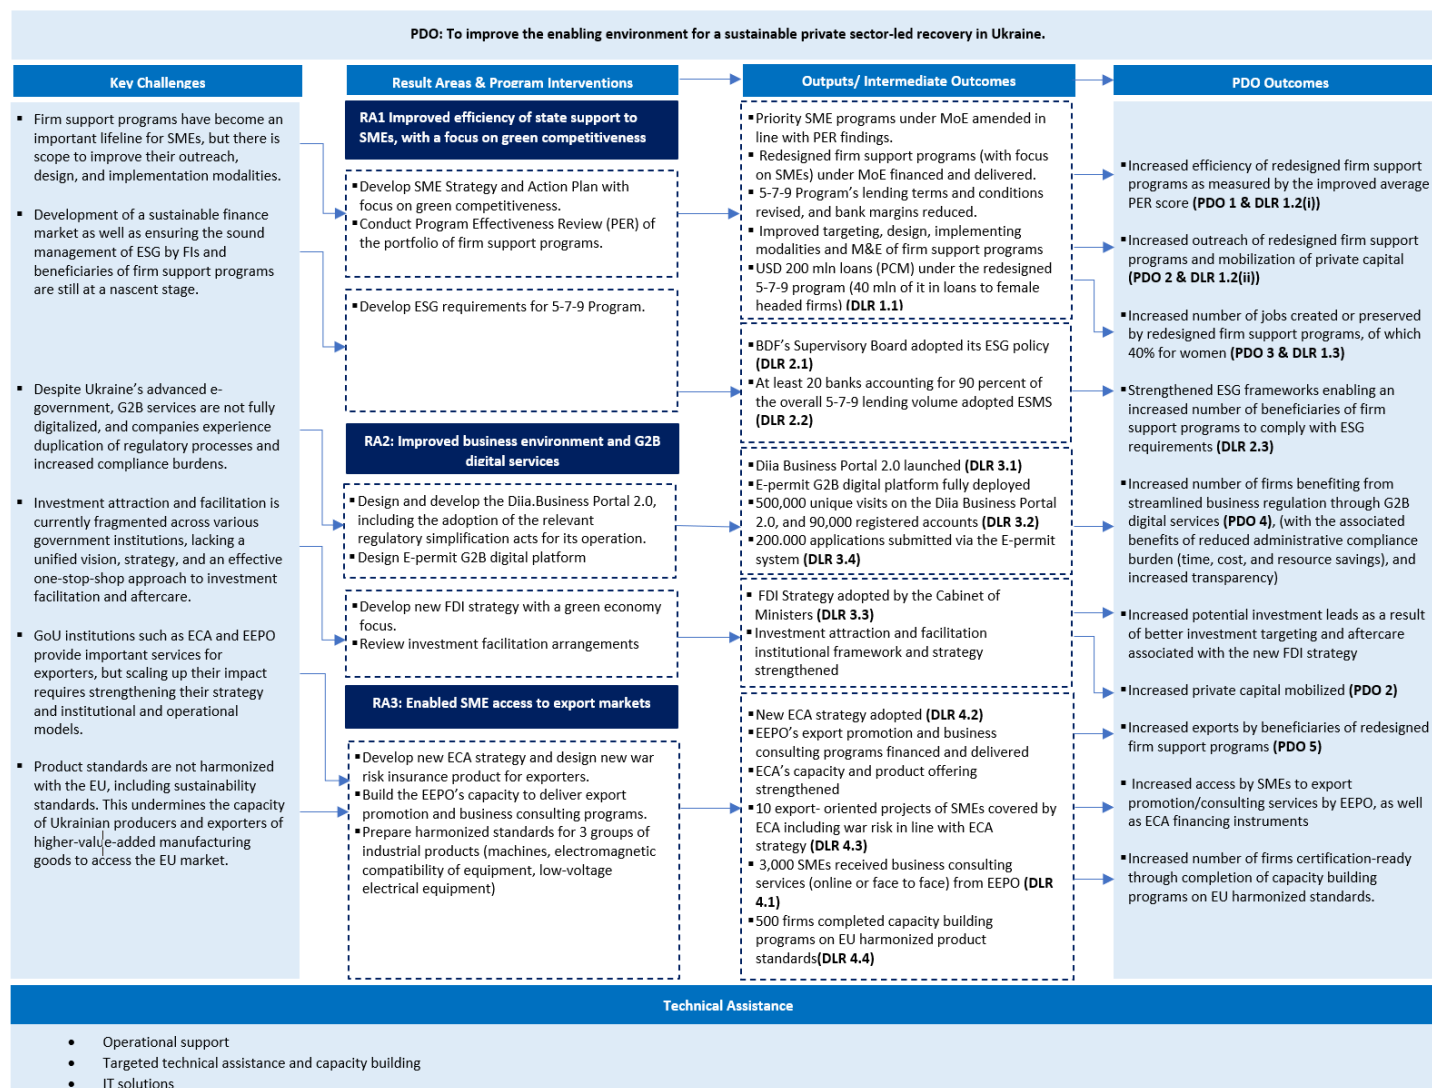 PDO: To improve the enabling environment for a sustainable private sector-led recovery in Ukraine.
Key Challenges
▪ Firm support programs have become an
important lifeline for SMEs, but there is
scope to improve their outreach,
design, and implementation modalities.
▪ Development of a sustainable finance
market as well as ensuring the sound
management of ESG by FIs and
beneficiaries of firm support programs
are still at a nascent stage.
▪ Despite Ukraine's advanced e-
government, G2B services are not fully
digitalized, and companies experience
duplication of regulatory processes and
increased compliance burdens.
▪ Investment attraction and facilitation is
currently fragmented across various
government institutions, lacking a
unified vision, strategy, and an effective
one-stop-shop approach to investment
facilitation and aftercare.
▪ GoU institutions such as ECA and EEPO
provide important services for
exporters, but scaling up their impact
requires strengthening their strategy
and institutional and operational
models.
▪ Product standards are not harmonized
with the EU, including sustainability
standards. This undermines the capacity
of Ukrainian producers and exporters of
higher-value-added manufacturing
goods to access the EU market.
Result Areas & Program Interventions
RA1 Improved efficiency of state support to
SMEs, with a focus on green competitiveness
▪Develop SME Strategy and Action Plan with
focus on green competitiveness.
▪Conduct Program Effectiveness Review (PER) of
the portfolio of firm support programs.
▪Develop ESG requirements for 5-7-9 Program.
RA2: Improved business environment and G2B
digital services
▪Design and develop the Diia.Business Portal 2.0,
including the adoption of the relevant
regulatory simplification acts for its operation.
▪Design E-permit G2B digital platform
▪Develop new FDI strategy with a green economy
focus.
▪Review investment facilitation arrangements
RA3: Enabled SME access to export markets
▪Develop new ECA strategy and design new war
risk insurance product for exporters.
▪Build the EEPO's capacity to deliver export
promotion and business consulting programs.
▪Prepare harmonized standards for 3 groups of
industrial products (machines, electromagnetic
compatibility of equipment, low-voltage
electrical equipment)
Outputs/ Intermediate Outcomes
▪Priority SME programs under MoE amended in
line with PER findings.
▪ Redesigned firm support programs (with focus
on SMEs) under MoE financed and delivered.
▪ 5-7-9 Program's lending terms and conditions
revised, and bank margins reduced.
▪ Improved targeting, design, implementing
modalities and M&E of firm support programs
▪USD 200 mln loans (PCM) under the redesigned
5-7-9 program (40 mln of it in loans to female
headed firms) (DLR 1.1)
▪BDF's Supervisory Board adopted its ESG policy
(DLR 2.1)
▪At least 20 banks accounting for 90 percent of
the overall 5-7-9 lending volume adopted ESMS
(DLR 2.2)
▪Diia Business Portal 2.0 launched (DLR 3.1)
▪E-permit G2B digital platform fully deployed
▪500,000 unique visits on the Diia Business Portal
2.0, and 90,000 registered accounts (DLR 3.2)
▪200.000 applications submitted via the E-permit
system (DLR 3.4)
▪ FDI Strategy adopted by the Cabinet of
Ministers (DLR 3.3)
▪Investment attraction and facilitation
institutional framework and strategy
strengthened
▪New ECA strategy adopted (DLR 4.2)
▪EEPO's export promotion and business
consulting programs financed and delivered
▪ECA's capacity and product offering
strengthened
▪10 export- oriented projects of SMEs covered by
ECA including war risk in line with ECA
strategy (DLR 4.3)
▪ 3,000 SMEs received business consulting
services (online or face to face) from EEPO (DLR
4.1)
▪500 firms completed capacity building
programs on EU harmonized product
standards(DLR 4.4)
PDO Outcomes
▪Increased efficiency of redesigned firm support
programs as measured by the improved average
PER score (PDO 1 & DLR 1.2(i))
▪Increased outreach of redesigned firm support
programs and mobilization of private capital
(PDO 2 & DLR 1.2(ii))
▪Increased number of jobs created or preserved
by redesigned firm support programs, of which
40% for women (PDO 3 & DLR 1.3)
▪Strengthened ESG frameworks enabling an
increased number of beneficiaries of firm
support programs to comply with ESG
requirements (DLR 2.3)
▪Increased number of firms benefiting from
streamlined business regulation through G2B
digital services (PDO 4), (with the associated
benefits of reduced administrative compliance
burden (time, cost, and resource savings), and
increased transparency)
▪Increased potential investment leads as a result
of better investment targeting and aftercare
associated with the new FDI strategy
▪Increased private capital mobilized (PDO 2)
▪Increased exports by beneficiaries of redesigned
firm support programs (PDO 5)
▪ Increased access by SMEs to export
promotion/consulting services by EEPO, as well
as ECA financing instruments
▪Increased number of firms certification-ready
through completion of capacity building
programs on EU harmonized standards.
Technical Assistance
• Operational support
• Targeted technical assistance and capacity building
• IT solutions